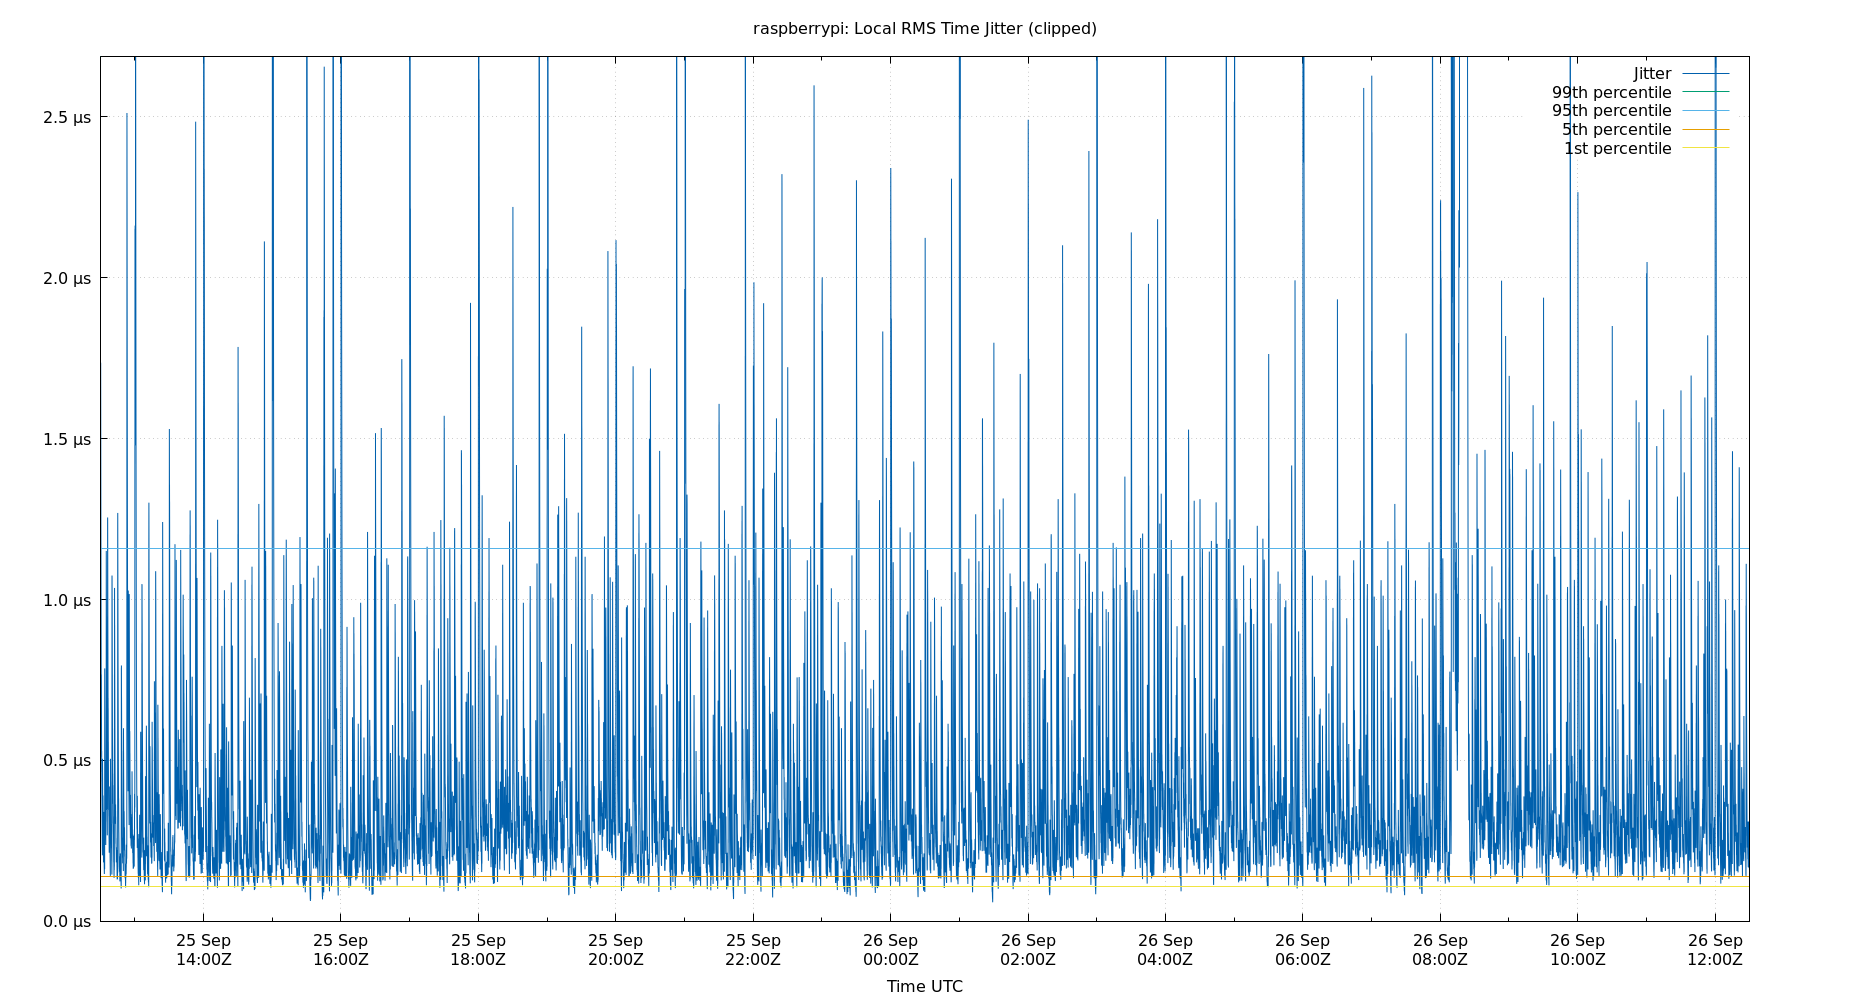 raspberrypi: Local RMS Time Jitter (clipped)
Jitter
99th percentile
95th percentile
5th percentile
1st percentile
2.5 µs
2.0 µs
1.5 µs
1.0 µs
0.5 µs
0.0 µs
25 Sep 25 Sep 25 Sep 25 Sep 25 Sep 26 Sep 26 Sep 26 Sep 26 Sep 26 Sep 26 Sep 26 Sep
14:00Z 16:00Z 18:00Z 20:00Z 22:00Z 00:00Z 02:00Z 04:00Z 06:00Z 08:00Z 10:00Z 12:00Z
Time UTC